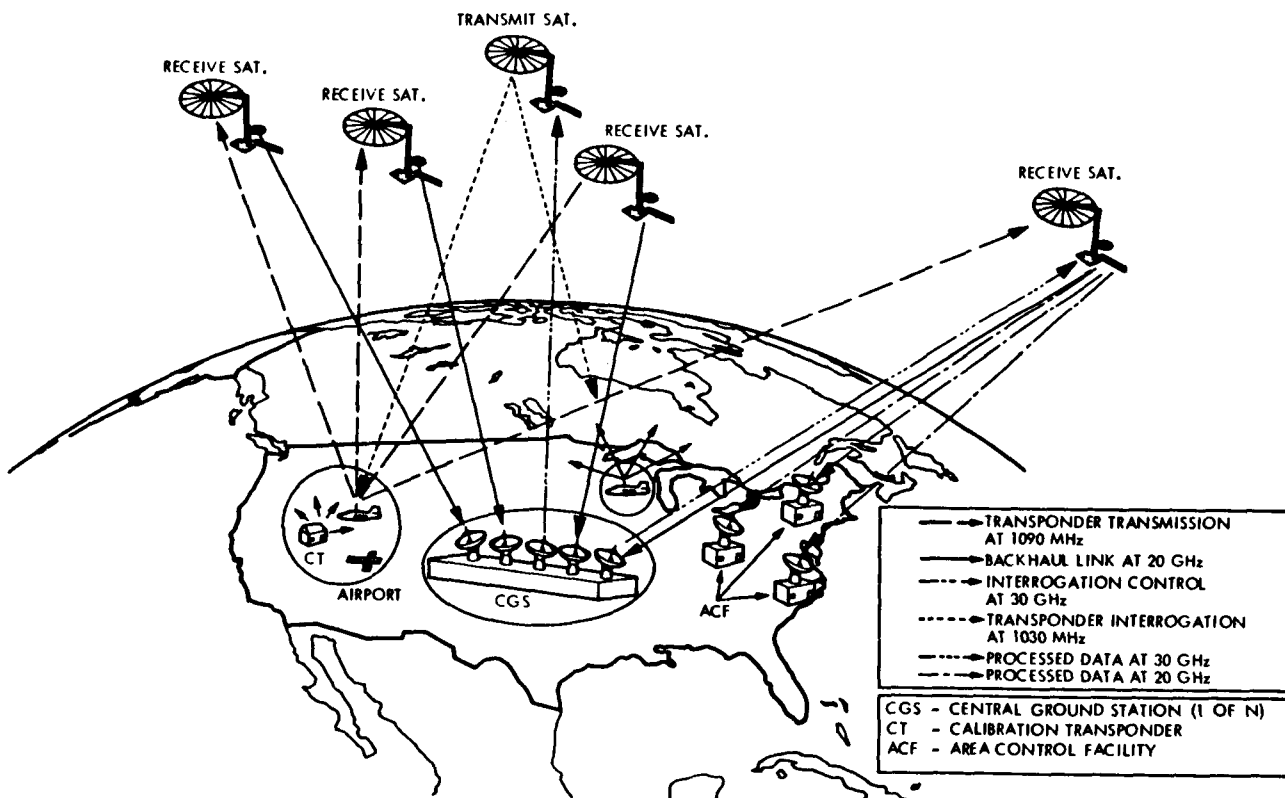 TRANSMIT SAT.
RECEIVE SAT.
RECEIVE SAT.
RECEIVE SAT.
RECEIVE SAT.
CT
AIRPORT
CGS
ACF
TRANSPONDER TRANSMISSION
AT 1090 MHz
BACKHAUL LINK AT 20 GHz
INTERROGATION CONTROL
AT 30 GHz
TRANSPONDER INTERROGATION
AT 1030 MHz
PROCESSED DATA AT 30 GHz
PROCESSED DATA AT 20 GHz
CGS - CENTRAL GROUND STATION (1 OF N)
CT - CALIBRATION TRANSPONDER
ACF - AREA CONTROL FACILITY